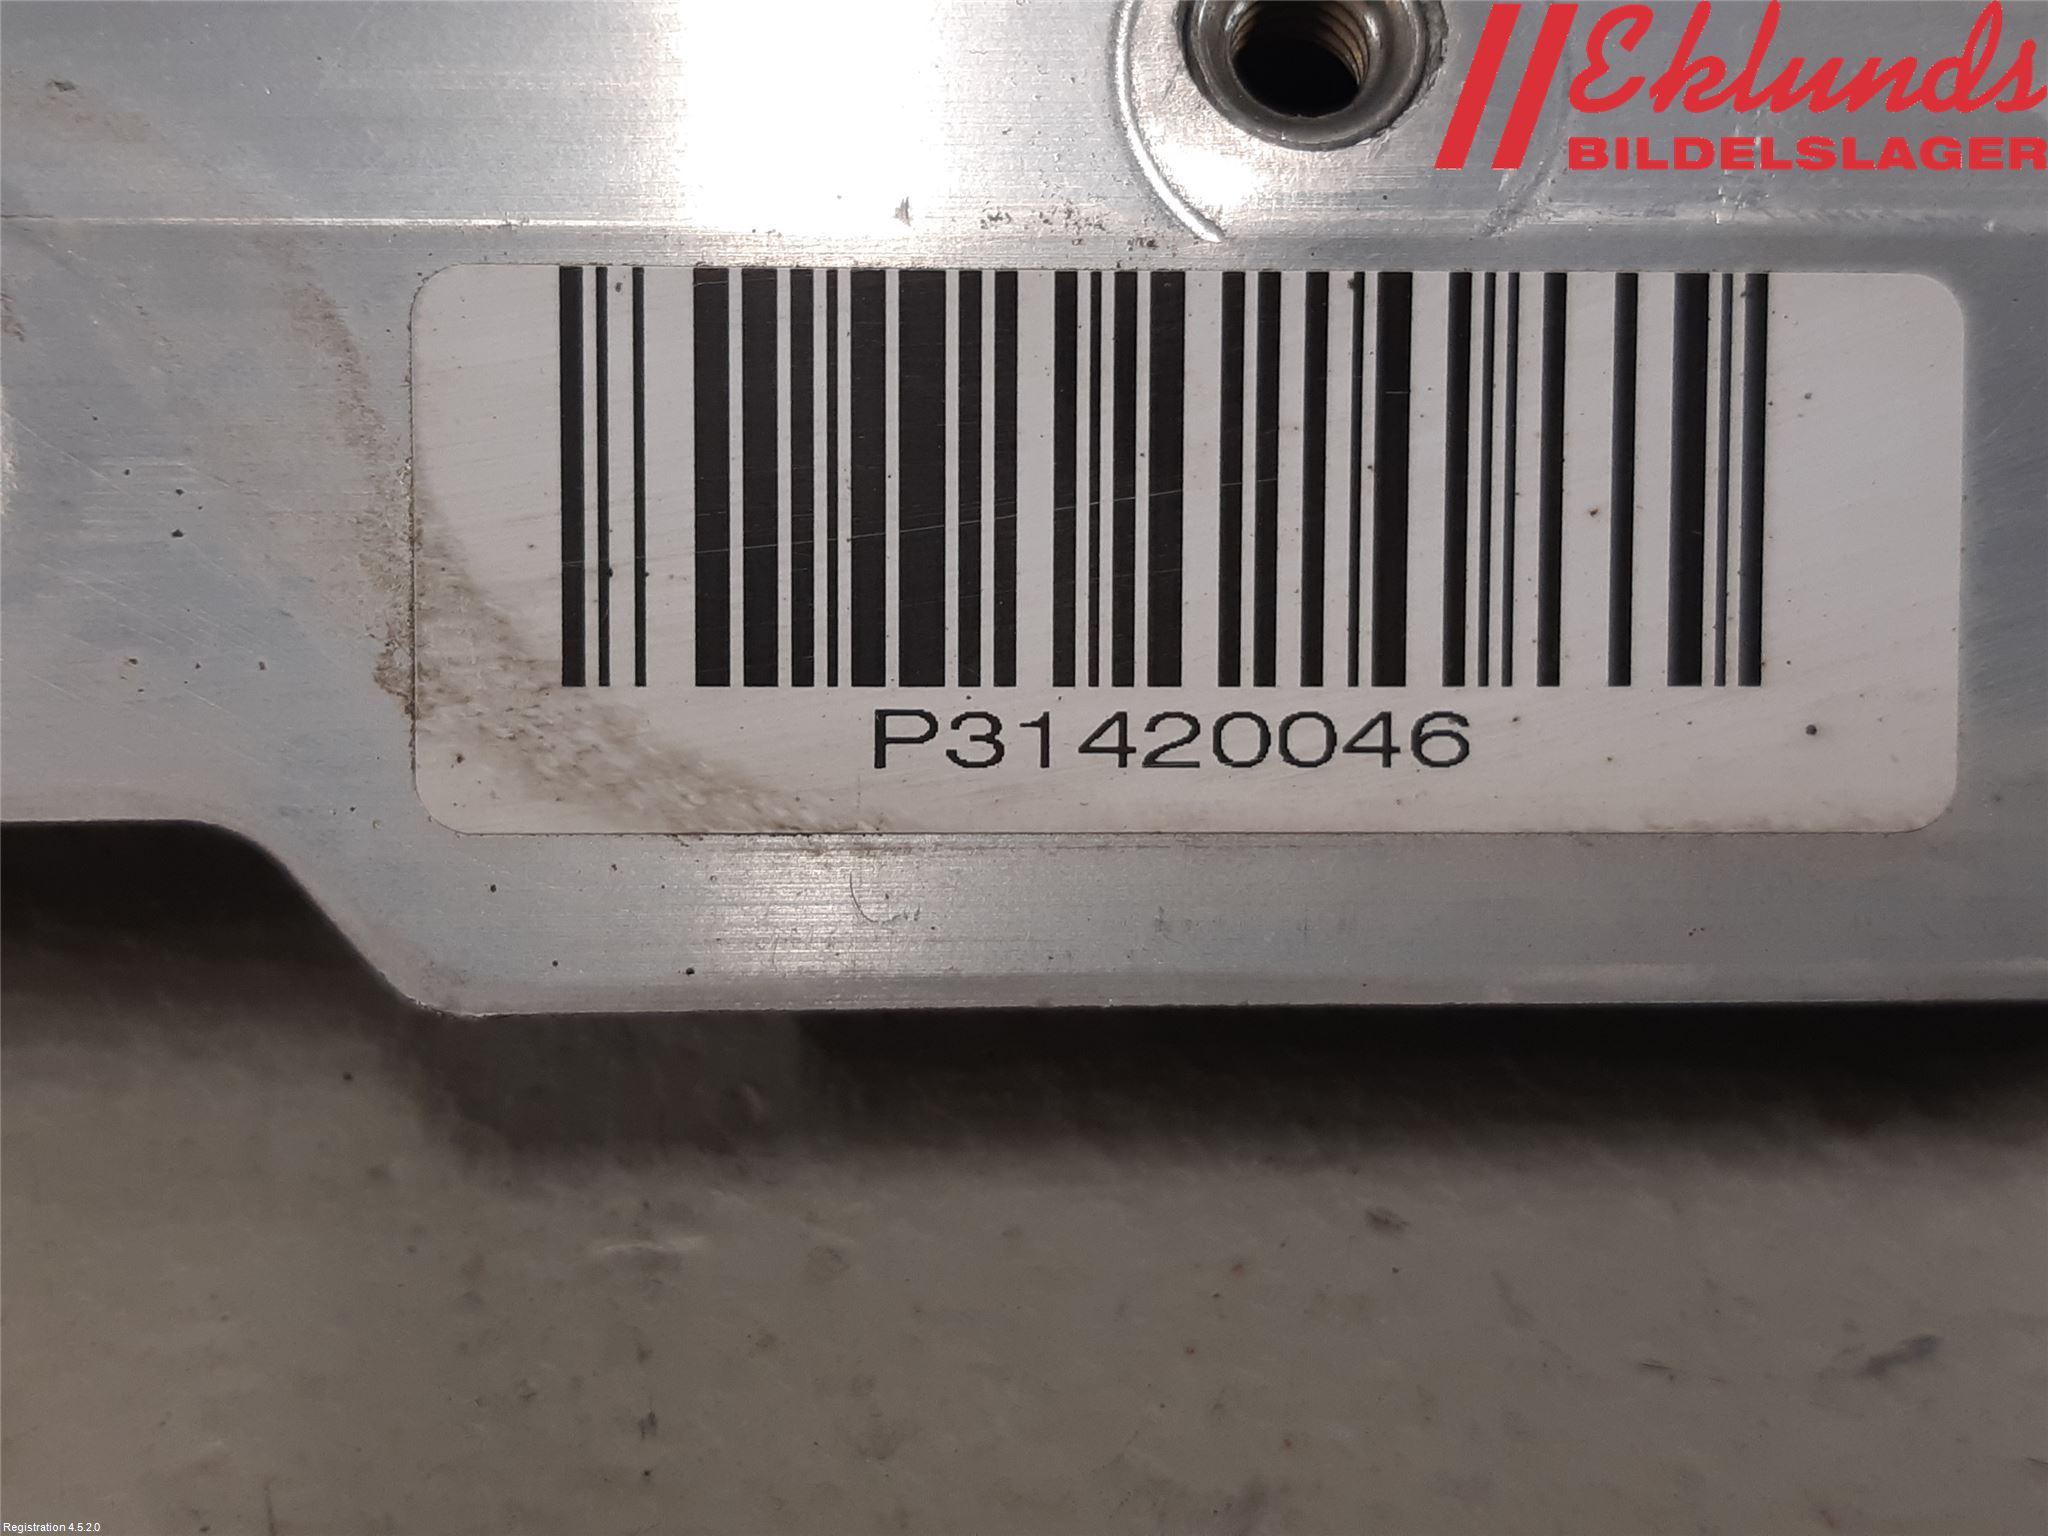 Eklunds
BILDELSLAGER
P31420046
Registration 4.5.2.0